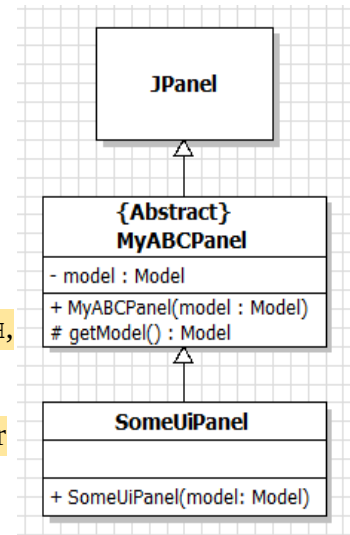 JPanel
{Abstract}
MyABCPanel
- model : Model
+ MyABCPanel(model : Model)
# getModel() : Model
SomeUiPanel
+ SomeUiPanel(model: Model)